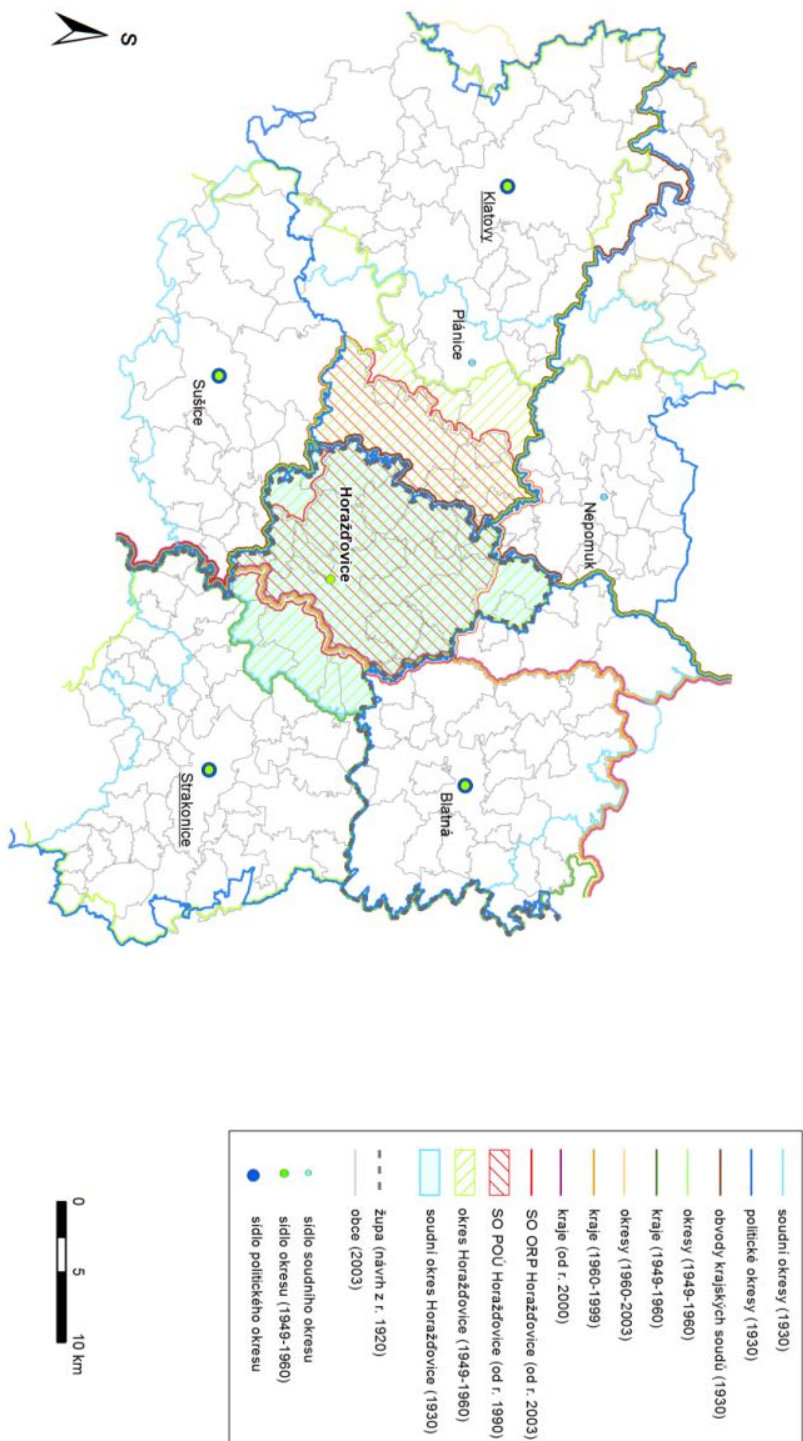 S
Klatovy
Plánice
Nepomuk
Sušice
Horažďovice
Blatná
Strakonice
soudní okresy (1930)
politické okresy (1930)
obvody krajských soudů (1930)
okresy (1949-1960)
kraje (1949-1960)
okresy (1960-2003)
kraje (1960-1999)
kraje (od r. 2000)
SO ORP Horažďovice (od r. 2003)
SO POÚ Horažďovice (od r. 1990)
okres Horažďovice (1949-1960)
soudní okres Horažďovice (1930)
župa (návrh z r. 1920)
obce (2003)
sídlo soudního okresu
sídlo okresu (1949-1960)
sídlo politického okresu
0 5 10 km